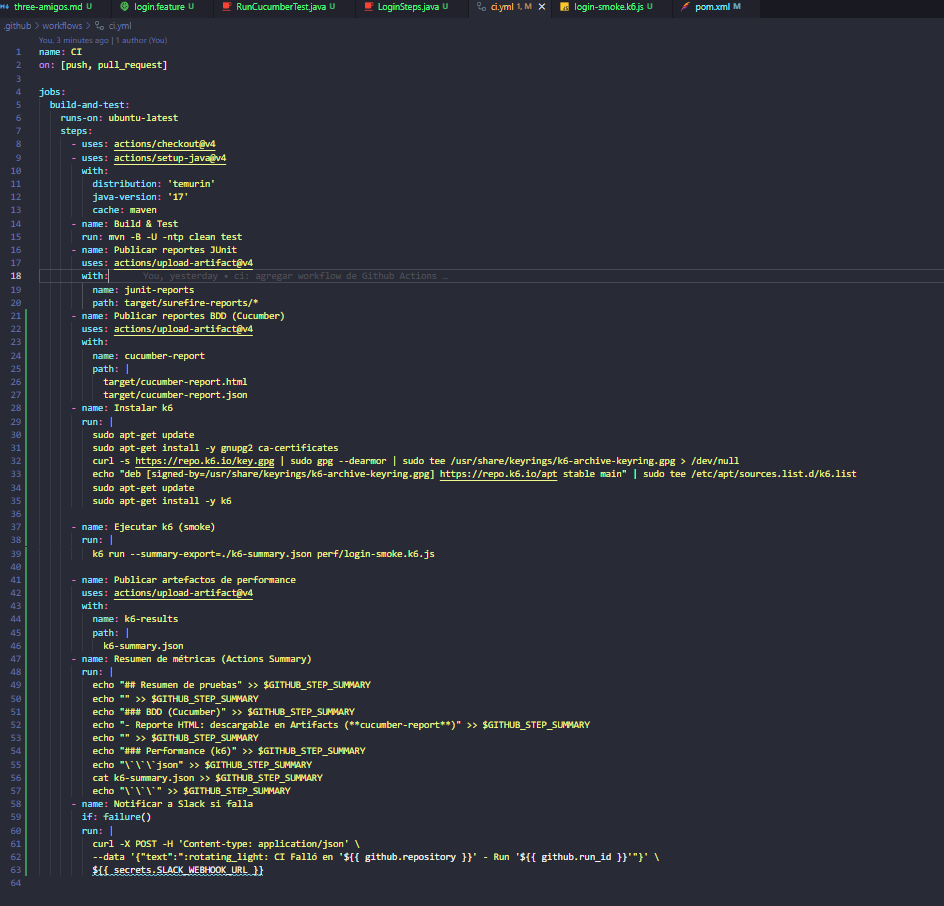 three-amigos.md U login.feature U RunCucumberTest.java U LoginSteps.java U ci.yml 1, M login-smoke.k6.js U pom.xml M
.github > workflows > ci.yml
You, 3 minutes ago | 1 author (You)
1 name: CI
2 on: [push, pull_request]
3
4 jobs:
5 build-and-test:
6 runs-on: ubuntu-latest
7 steps:
8 - uses: actions/checkout@v4
9 - uses: actions/setup-java@v4
10 with:
11 distribution: 'temurin'
12 java-version: '17'
13 cache: maven
14 - name: Build & Test
15 run: mvn -B -U -ntp clean test
16 - name: Publicar reportes JUnit
17 uses: actions/upload-artifact@v4
18 with: You, yesterday • ci: agregar workflow de Github Actions …
19 name: junit-reports
20 path: target/surefire-reports/*
21 - name: Publicar reportes BDD (Cucumber)
22 uses: actions/upload-artifact@v4
23 with:
24 name: cucumber-report
25 path: |
26 target/cucumber-report.html
27 target/cucumber-report.json
28 - name: Instalar k6
29 run: |
30 sudo apt-get update
31 sudo apt-get install -y gnupg2 ca-certificates
32 curl -s https://repo.k6.io/key.gpg | sudo gpg --dearmor | sudo tee /usr/share/keyrings/k6-archive-keyring.gpg > /dev/null
33 echo "deb [signed-by=/usr/share/keyrings/k6-archive-keyring.gpg] https://repo.k6.io/apt stable main" | sudo tee /etc/apt/sources.list.d/k6.list
34 sudo apt-get update
35 sudo apt-get install -y k6
36
37 - name: Ejecutar k6 (smoke)
38 run: |
39 k6 run --summary-export=./k6-summary.json perf/login-smoke.k6.js
40
41 - name: Publicar artefactos de performance
42 uses: actions/upload-artifact@v4
43 with:
44 name: k6-results
45 path: |
46 k6-summary.json
47 - name: Resumen de métricas (Actions Summary)
48 run: |
49 echo "## Resumen de pruebas" >> $GITHUB_STEP_SUMMARY
50 echo "" >> $GITHUB_STEP_SUMMARY
51 echo "### BDD (Cucumber)" >> $GITHUB_STEP_SUMMARY
52 echo "- Reporte HTML: descargable en Artifacts (**cucumber-report**)" >> $GITHUB_STEP_SUMMARY
53 echo "" >> $GITHUB_STEP_SUMMARY
54 echo "### Performance (k6)" >> $GITHUB_STEP_SUMMARY
55 echo "\`\`\`json" >> $GITHUB_STEP_SUMMARY
56 cat k6-summary.json >> $GITHUB_STEP_SUMMARY
57 echo "\`\`\`" >> $GITHUB_STEP_SUMMARY
58 - name: Notificar a Slack si falla
59 if: failure()
60 run: |
61 curl -X POST -H 'Content-type: application/json' \
62 --data '{"text":":rotating_light: CI Falló en '${{ github.repository }}' - Run '${{ github.run_id }}'"}' \
63 ${{ secrets.SLACK_WEBHOOK_URL }}
64